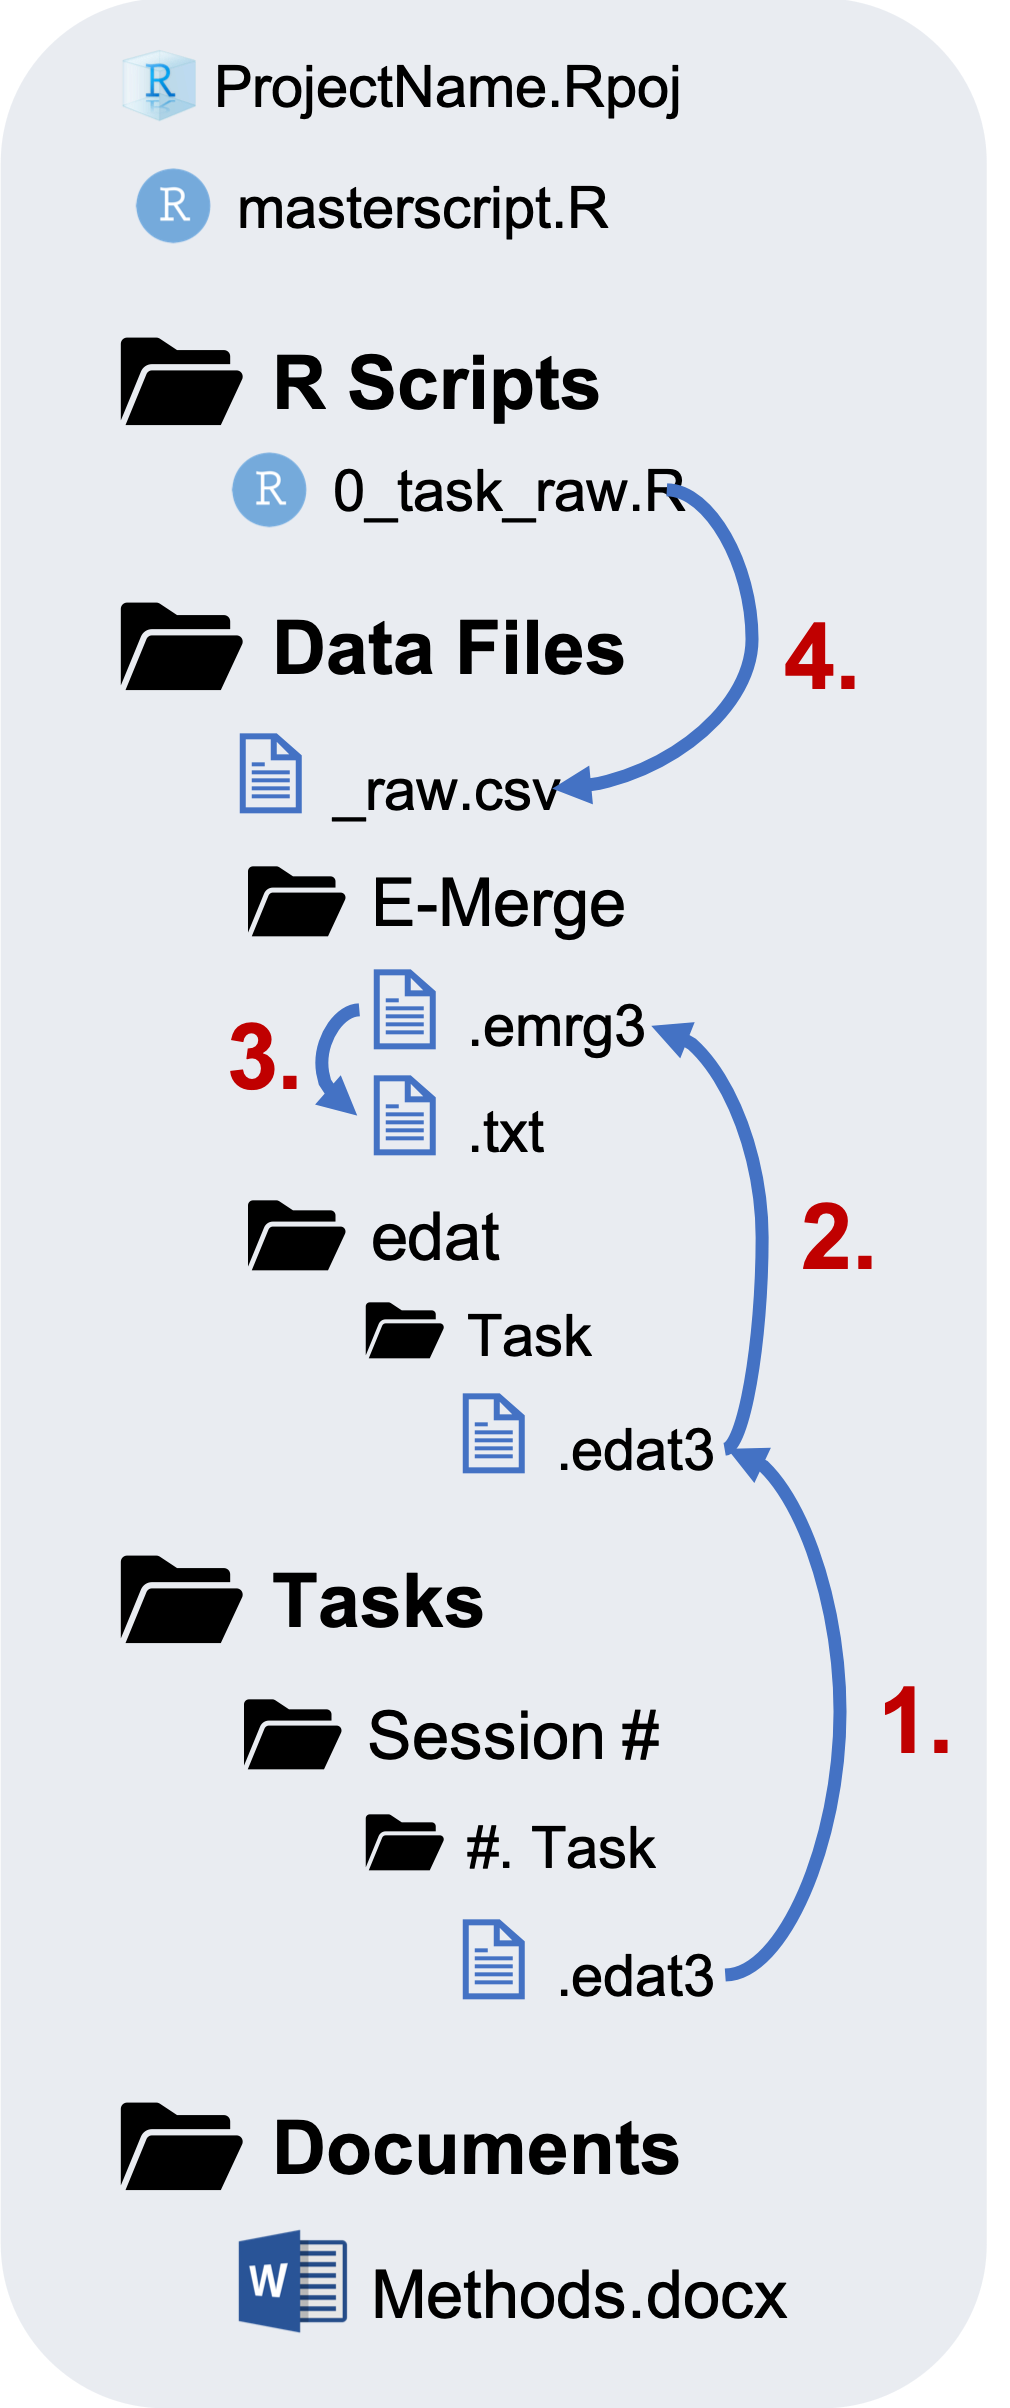 R ProjectName.Rpoj
R masterscript.R
R Scripts
R 0_task_raw.R
4.
Data Files
_raw.csv
E-Merge
.emrg3
3.
.txt
2.
edat
Task
.edat3
Tasks
1.
Session #
#. Task
.edat3
Documents
W Methods.docx